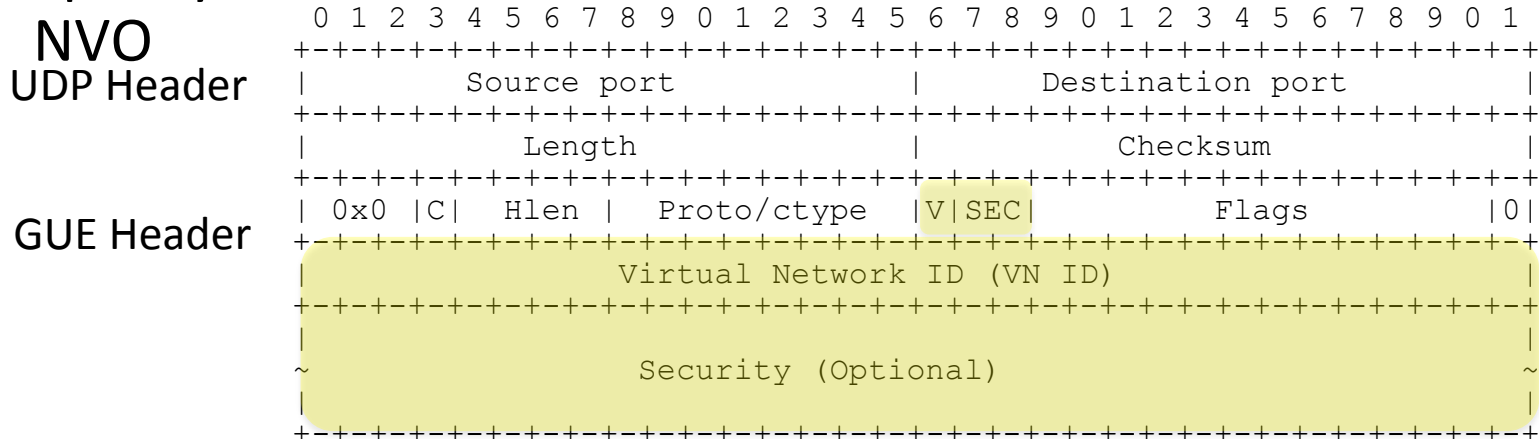 NVO
0 1 2 3 4 5 6 7 8 9 0 1 2 3 4 5 6 7 8 9 0 1 2 3 4 5 6 7 8 9 0 1
+-+-+-+-+-+-+-+-+-+-+-+-+-+-+-+-+-+-+-+-+-+-+-+-+-+-+-+-+-+-+-+-+
UDP Header | Source port | Destination port |
+-+-+-+-+-+-+-+-+-+-+-+-+-+-+-+-+-+-+-+-+-+-+-+-+-+-+-+-+-+-+-+-+
| Length | Checksum |
+-+-+-+-+-+-+-+-+-+-+-+-+-+-+-+-+-+-+-+-+-+-+-+-+-+-+-+-+-+-+-+-+
GUE Header | 0x0 |C| Hlen | Proto/ctype |V|SEC| Flags |0|
+-+-+-+-+-+-+-+-+-+-+-+-+-+-+-+-+-+-+-+-+-+-+-+-+-+-+-+-+-+-+-+-+
| Virtual Network ID (VN ID) |
+-+-+-+-+-+-+-+-+-+-+-+-+-+-+-+-+-+-+-+-+-+-+-+-+-+-+-+-+-+-+-+-+
| |
~ Security (Optional) ~
| |
+-+-+-+-+-+-+-+-+-+-+-+-+-+-+-+-+-+-+-+-+-+-+-+-+-+-+-+-+-+-+-+-+